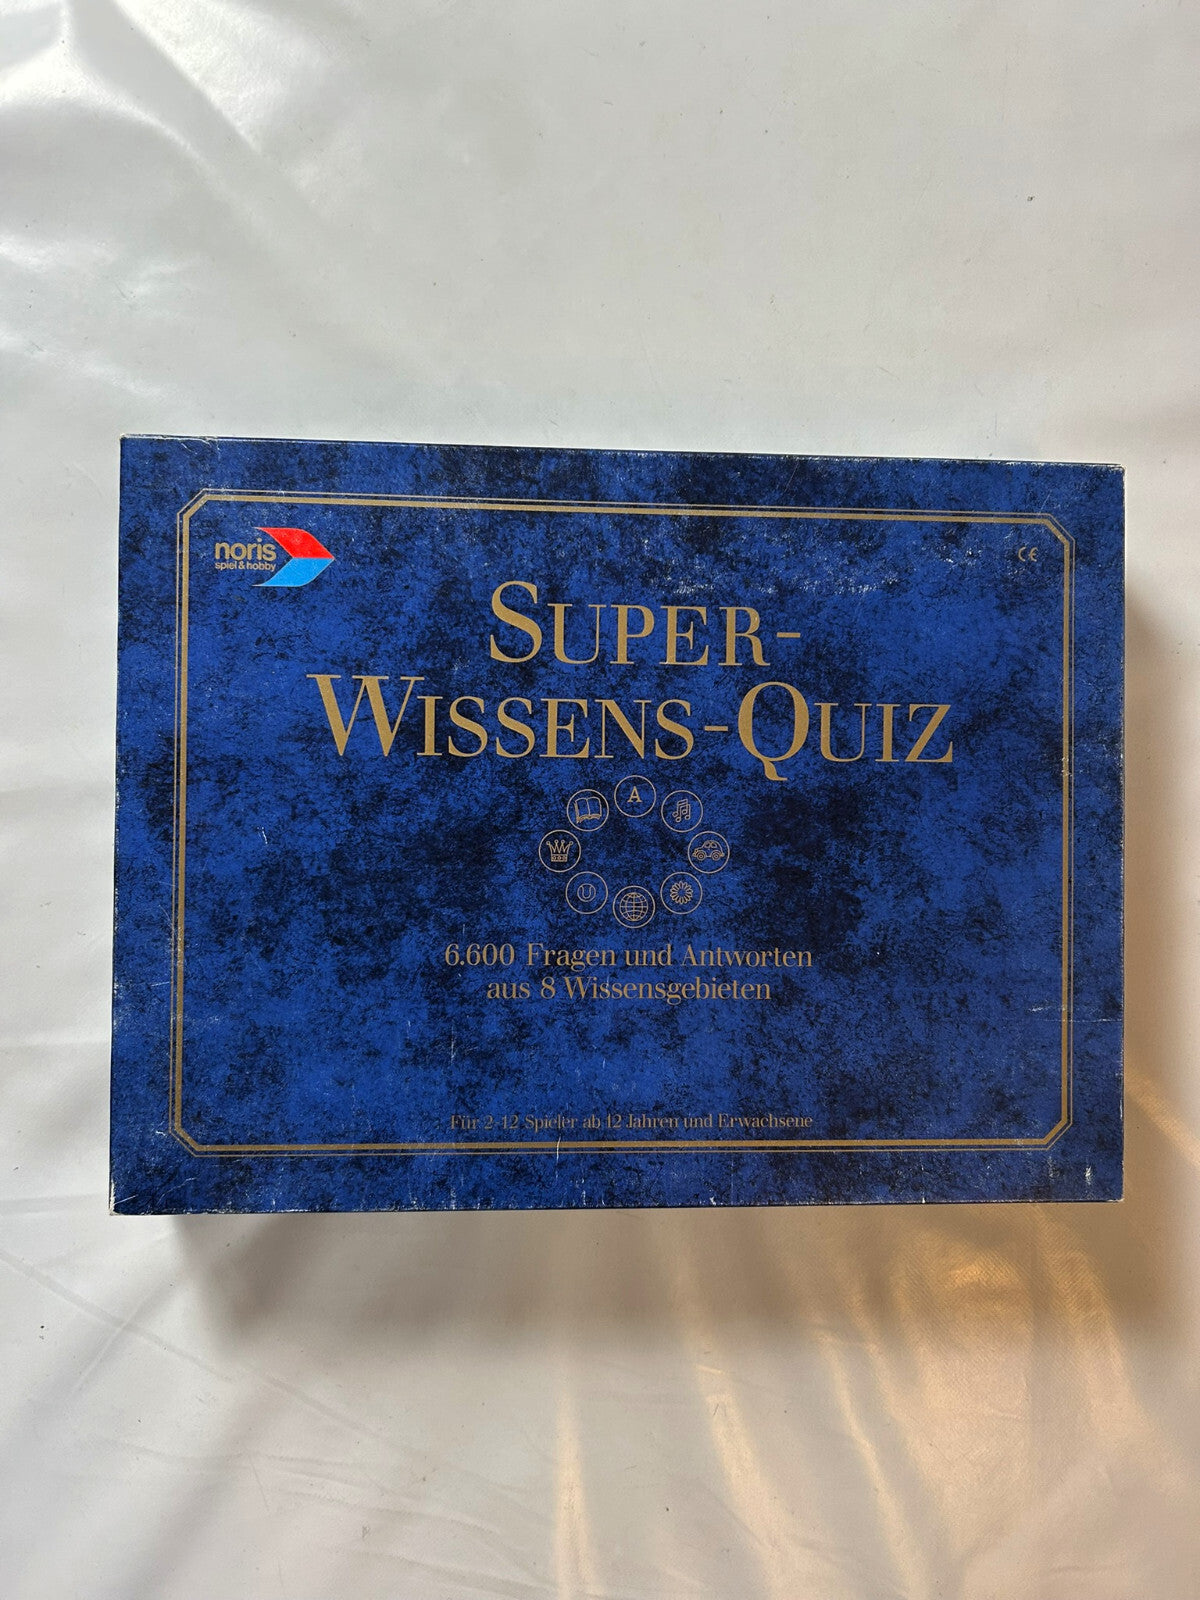 noris
spiel & hobby
CE
SUPER-
WISSENS-QUIZ
A
6.600 Fragen und Antworten
aus 8 Wissensgebieten
Für 2-12 Spieler ab 12 Jahren und Erwachsene